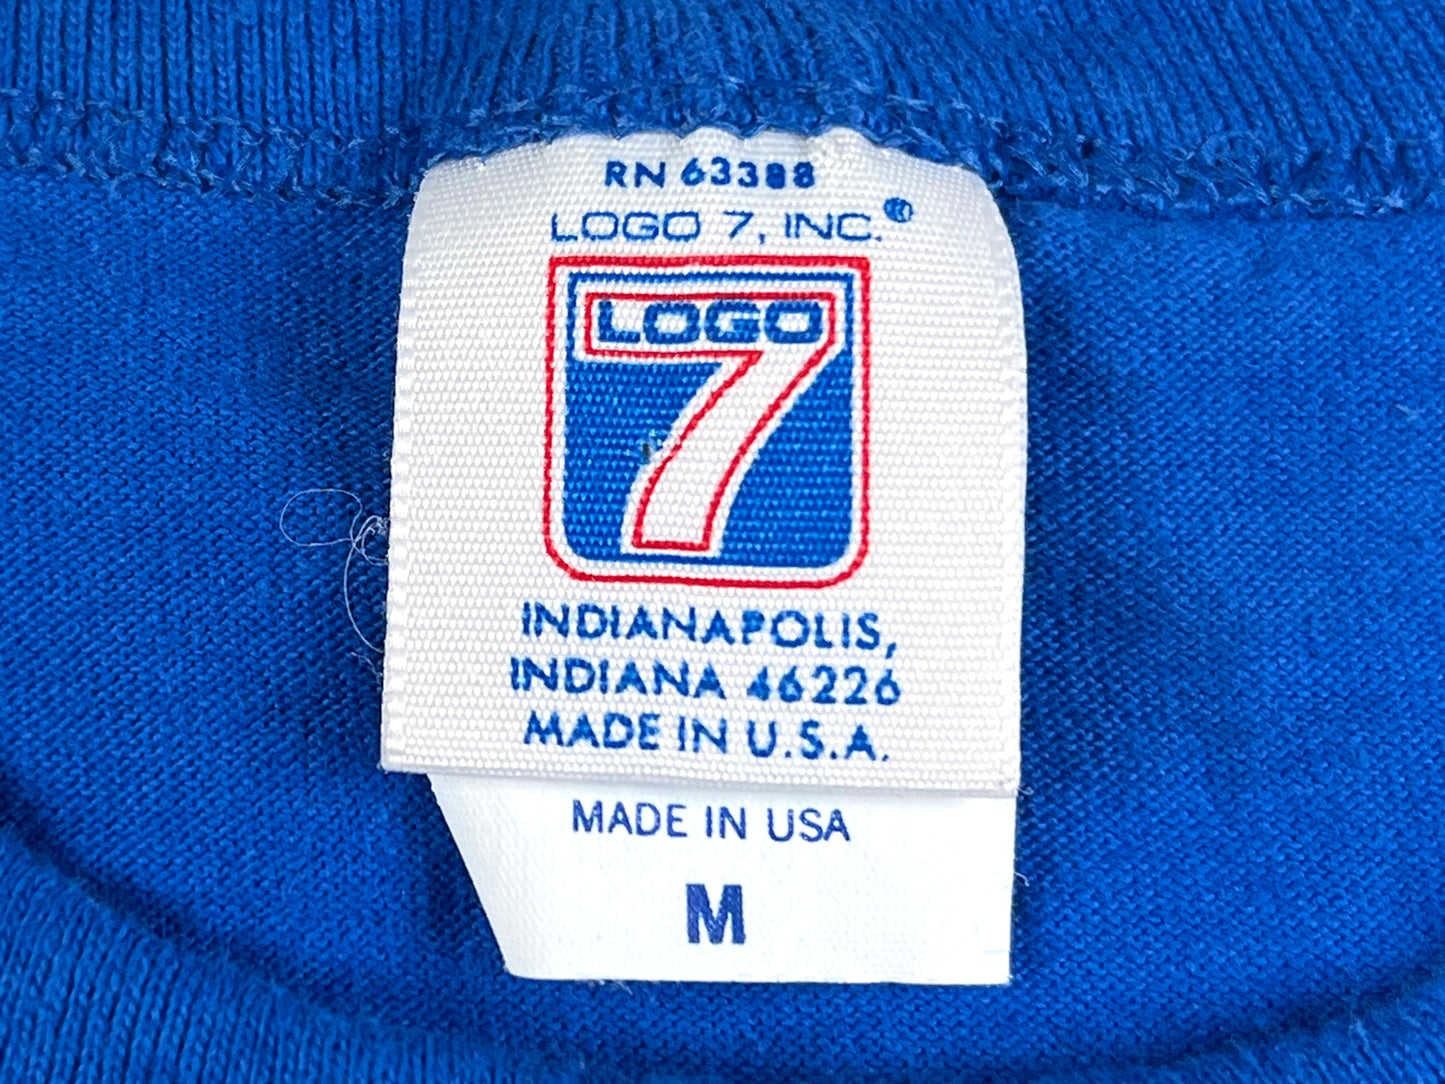 RN 63388
LOGO 7, INC.®
LOGO
7
INDIANAPOLIS,
INDIANA 46226
MADE IN U.S.A.
MADE IN USA
M